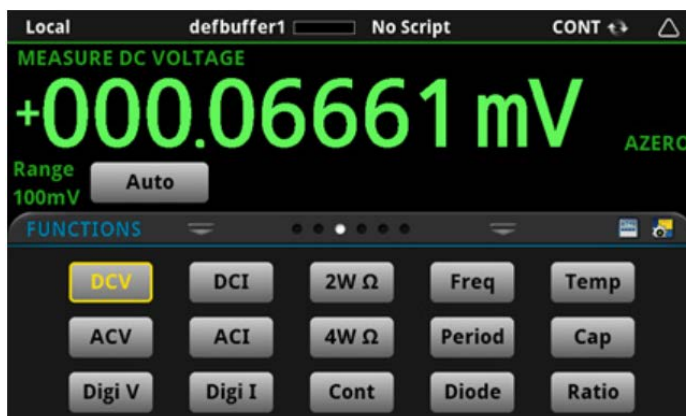 Local defbuffer1 No Script CONT
MEASURE DC VOLTAGE
+000.06661 mV
AZERO
Range Auto
100mV
FUNCTIONS
DCV DCI 2W Ω Freq Temp
ACV ACI 4W Ω Period Cap
Digi V Digi I Cont Diode Ratio